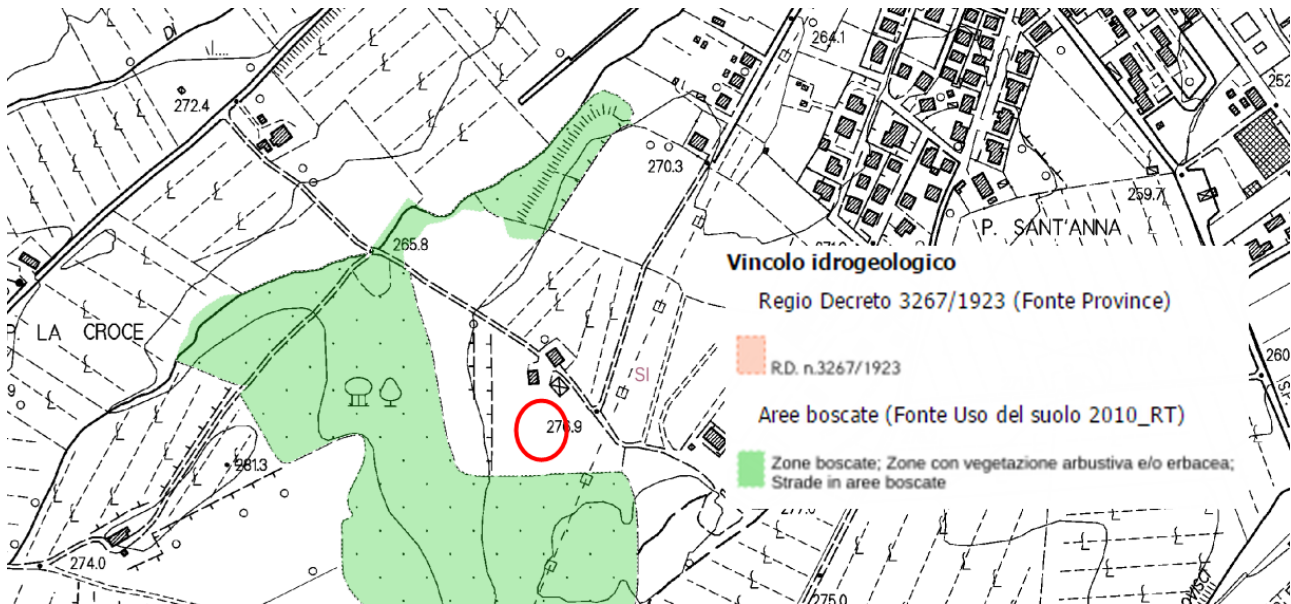 264.1
252
272.4
270.3
259.7
P. SANT'ANNA
265.8
Vincolo idrogeologico
Regio Decreto 3267/1923 (Fonte Province)
LA CROCE
R.D. n.3267/1923
260
SI
Aree boscate (Fonte Uso del suolo 2010_RT)
276.9
Zone boscate; Zone con vegetazione arbustiva e/o erbacea;
Strade in aree boscate
281.3
274.0
275.0